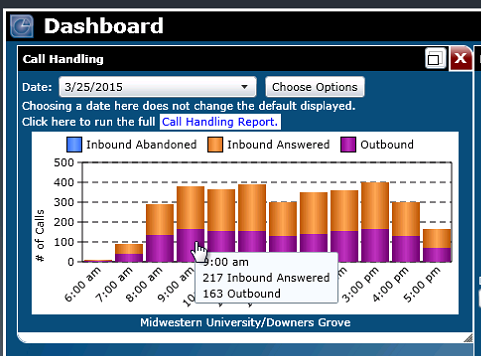 Dashboard
Call Handling
Date: 3/25/2015 Choose Options
Choosing a date here does not change the default displayed.
Click here to run the full Call Handling Report.
Inbound Abandoned Inbound Answered Outbound
500
400
300
200
100
0
# of Calls
6:00 am
7:00 am
8:00 am
9:00 am
3:00 pm
4:00 pm
5:00 pm
9:00 am
217 Inbound Answered
163 Outbound
Midwestern University/Downers Grove